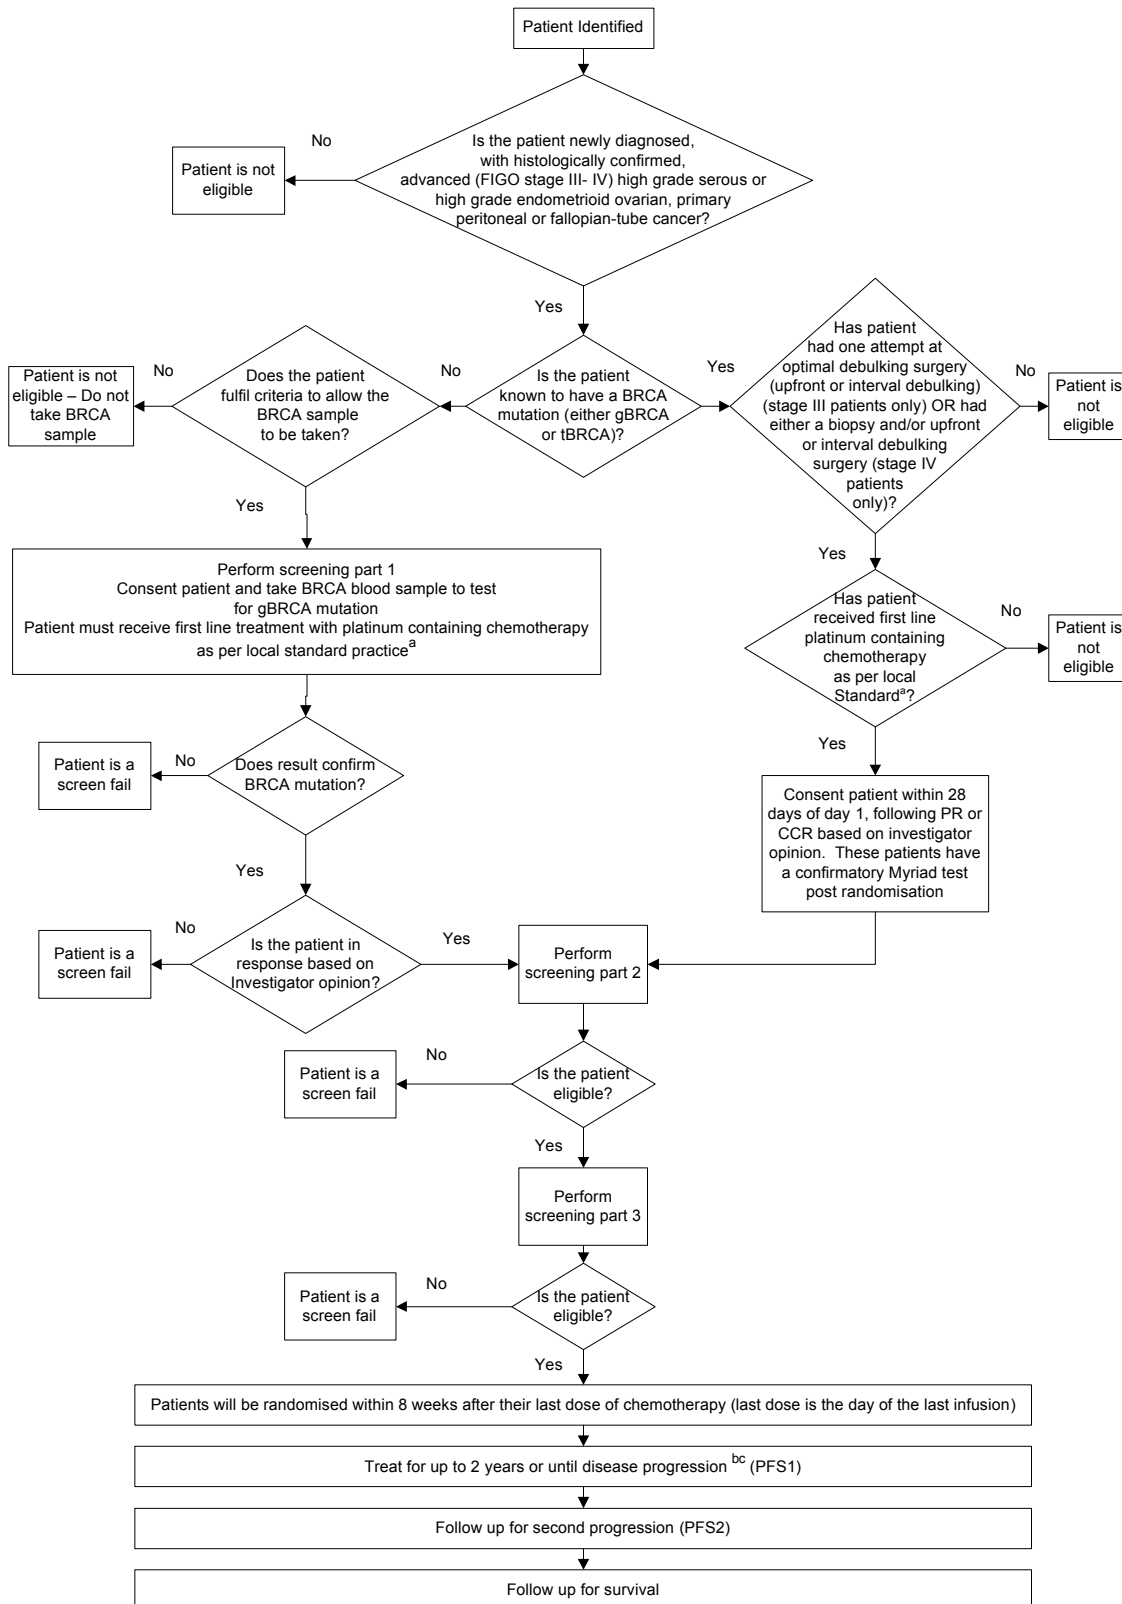 Patient Identified
No
Is the patient newly diagnosed,
with histologically confirmed,
advanced (FIGO stage III- IV) high grade serous or
high grade endometrioid ovarian, primary
peritoneal or fallopian-tube cancer?
Patient is not
eligible
Yes
Has patient
had one attempt at
optimal debulking surgery
(upfront or interval debulking)
(stage III patients only) OR had
either a biopsy and/or upfront
or interval debulking
surgery (stage IV
patients
only)?
No
Patient is
not
eligible
Yes
Is the patient
known to have a BRCA
mutation (either gBRCA
or tBRCA)?
No
Does the patient
fulfil criteria to allow the
BRCA sample
to be taken?
No
Patient is not
eligible – Do not
take BRCA
sample
Yes
Perform screening part 1
Consent patient and take BRCA blood sample to test
for gBRCA mutation
Patient must receive first line treatment with platinum containing chemotherapy
as per local standard practice^a
Yes
Has patient
received first line
platinum containing
chemotherapy
as per local
Standard^a?
No
Patient is
not
eligible
Yes
Consent patient within 28
days of day 1, following PR or
CCR based on investigator
opinion. These patients have
a confirmatory Myriad test
post randomisation
Does result confirm
BRCA mutation?
No
Patient is a
screen fail
Yes
Is the patient in
response based on
Investigator opinion?
No
Patient is a
screen fail
Yes
Perform
screening part 2
Is the patient
eligible?
No
Patient is a
screen fail
Yes
Perform
screening part 3
Is the patient
eligible?
No
Patient is a
screen fail
Yes
Patients will be randomised within 8 weeks after their last dose of chemotherapy (last dose is the day of the last infusion)
Treat for up to 2 years or until disease progression ^bc (PFS1)
Follow up for second progression (PFS2)
Follow up for survival